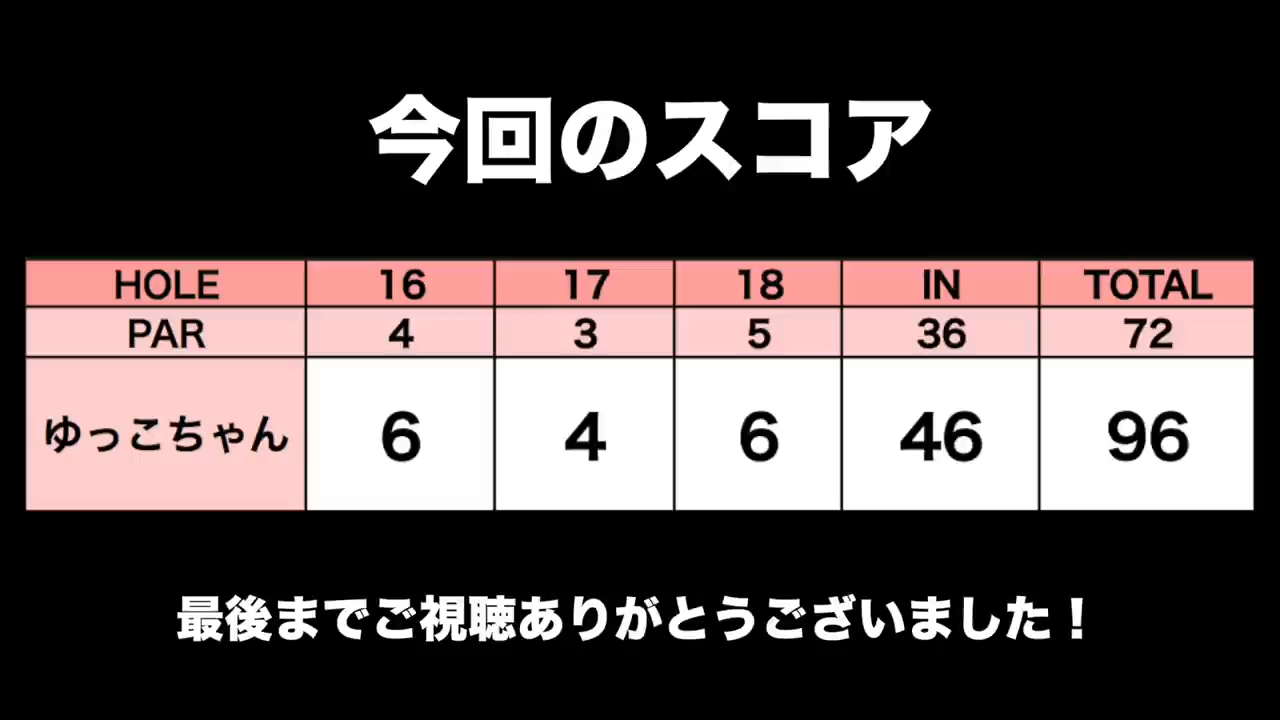 今回のスコア
HOLE 16 17 18 IN TOTAL
PAR 4 3 5 36 72
ゆっこちゃん 6 4 6 46 96
最後までご視聴ありがとうございました!